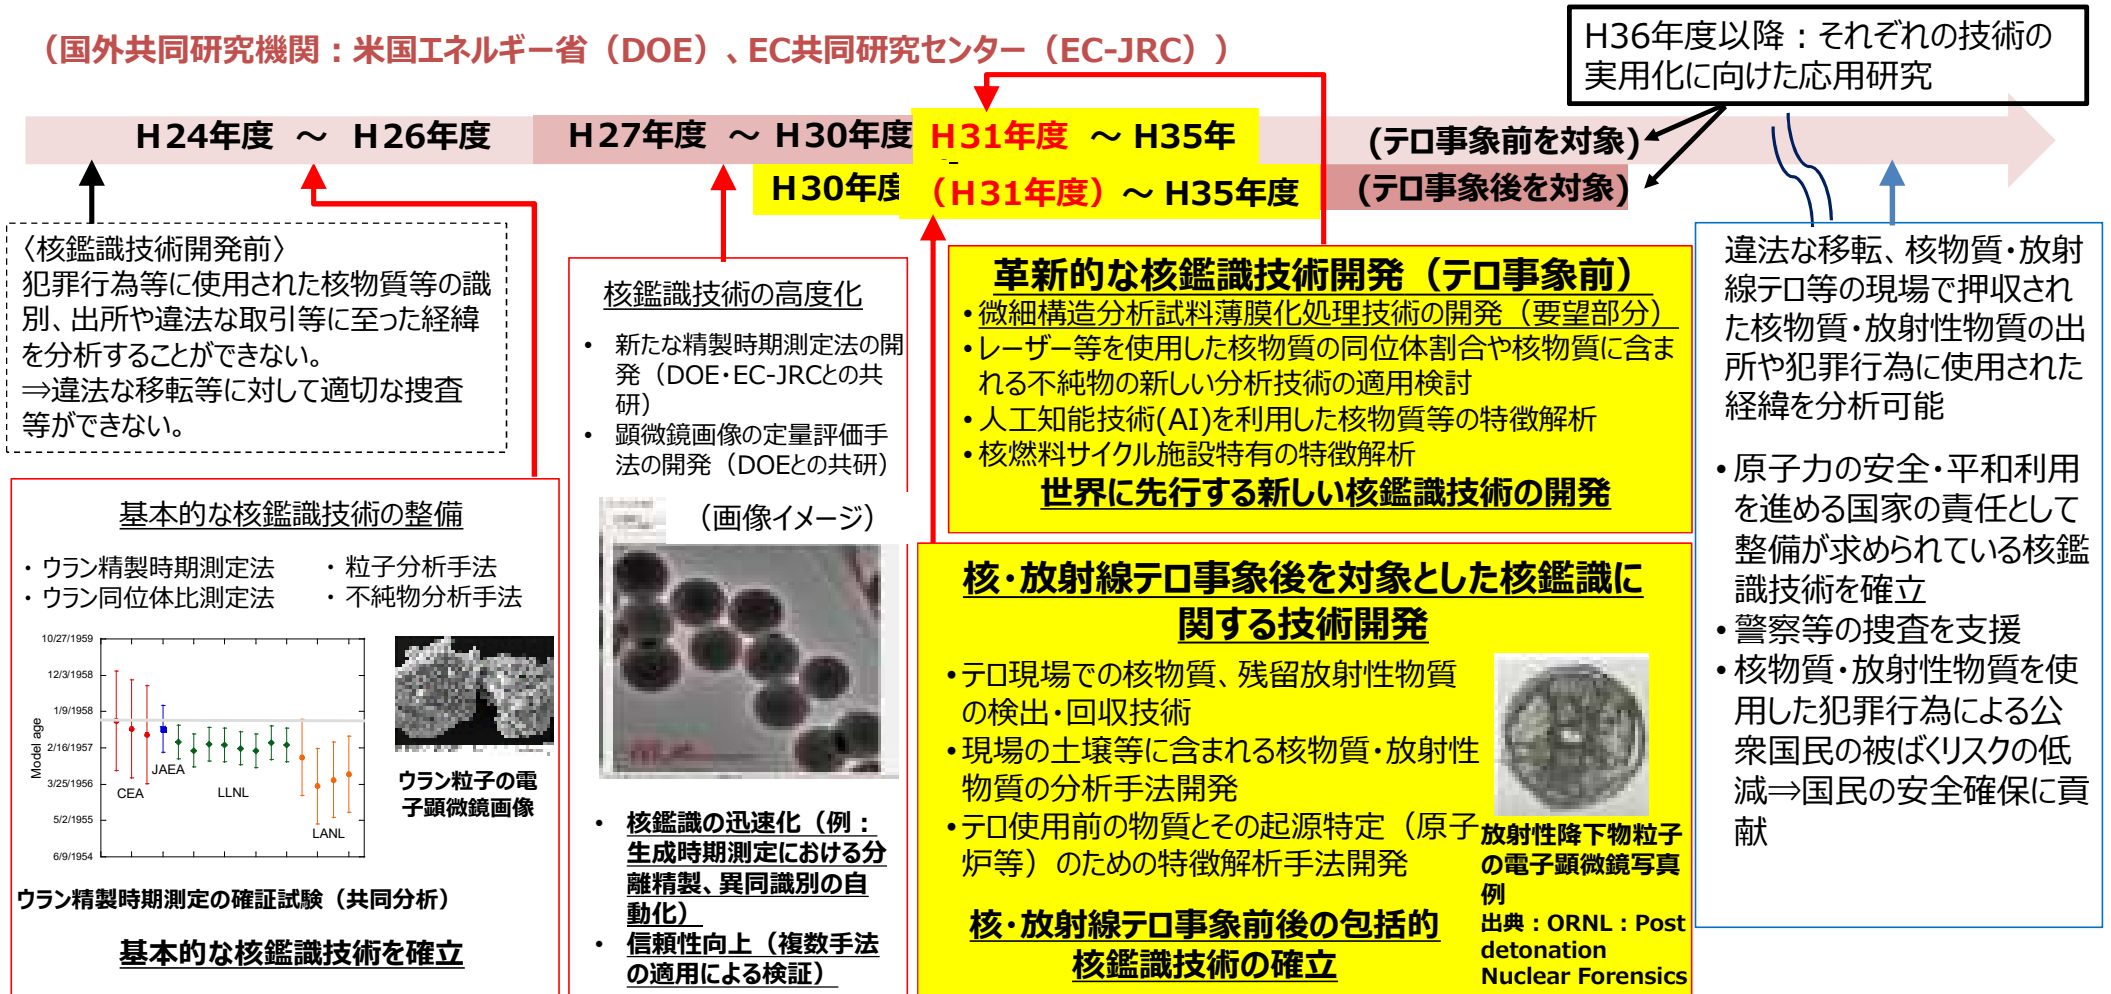 （国外共同研究機関：米国エネルギー省（DOE）、EC共同研究センター（EC-JRC））
H36年度以降：それぞれの技術の
実用化に向けた応用研究
H24年度 ～ H26年度
H27年度 ～ H30年度
H31年度 ～ H35年
(テロ事象前を対象)
H30年度
（H31年度）～ H35年度
(テロ事象後を対象)
〈核鑑識技術開発前〉
犯罪行為等に使用された核物質等の識
別、出所や違法な取引等に至った経緯
を分析することができない。
⇒違法な移転等に対して適切な捜査
等ができない。
基本的な核鑑識技術の整備
・ウラン精製時期測定法
・ウラン同位体比測定法
・粒子分析手法
・不純物分析手法
10/27/1959
12/3/1958
1/9/1958
2/16/1957
3/25/1956
5/2/1955
6/9/1954
Model age
CEA
JAEA
LLNL
LANL
ウラン粒子の電
子顕微鏡画像
ウラン精製時期測定の確証試験（共同分析）
基本的な核鑑識技術を確立
核鑑識技術の高度化
• 新たな精製時期測定法の開
発（DOE・EC-JRCとの共
研）
• 顕微鏡画像の定量評価手
法の開発（DOEとの共研）
（画像イメージ）
• 核鑑識の迅速化（例：
生成時期測定における分
離精製、異同識別の自
動化）
• 信頼性向上（複数手法
の適用による検証）
革新的な核鑑識技術開発（テロ事象前）
•微細構造分析試料薄膜化処理技術の開発（要望部分）
•レーザー等を使用した核物質の同位体割合や核物質に含ま
れる不純物の新しい分析技術の適用検討
•人工知能技術(AI)を利用した核物質等の特徴解析
•核燃料サイクル施設特有の特徴解析
世界に先行する新しい核鑑識技術の開発
核・放射線テロ事象後を対象とした核鑑識に
関する技術開発
•テロ現場での核物質、残留放射性物質
の検出・回収技術
•現場の土壌等に含まれる核物質・放射性
物質の分析手法開発
•テロ使用前の物質とその起源特定（原子
炉等）のための特徴解析手法開発
核・放射線テロ事象前後の包括的
核鑑識技術の確立
放射性降下物粒子
の電子顕微鏡写真
例
出典：ORNL：Post
detonation
Nuclear Forensics
違法な移転、核物質・放射
線テロ等の現場で押収され
た核物質・放射性物質の出
所や犯罪行為に使用された
経緯を分析可能
•原子力の安全・平和利用
を進める国家の責任として
整備が求められている核鑑
識技術を確立
•警察等の捜査を支援
•核物質・放射性物質を使
用した犯罪行為による公
衆国民の被ばくリスクの低
減⇒国民の安全確保に貢
献